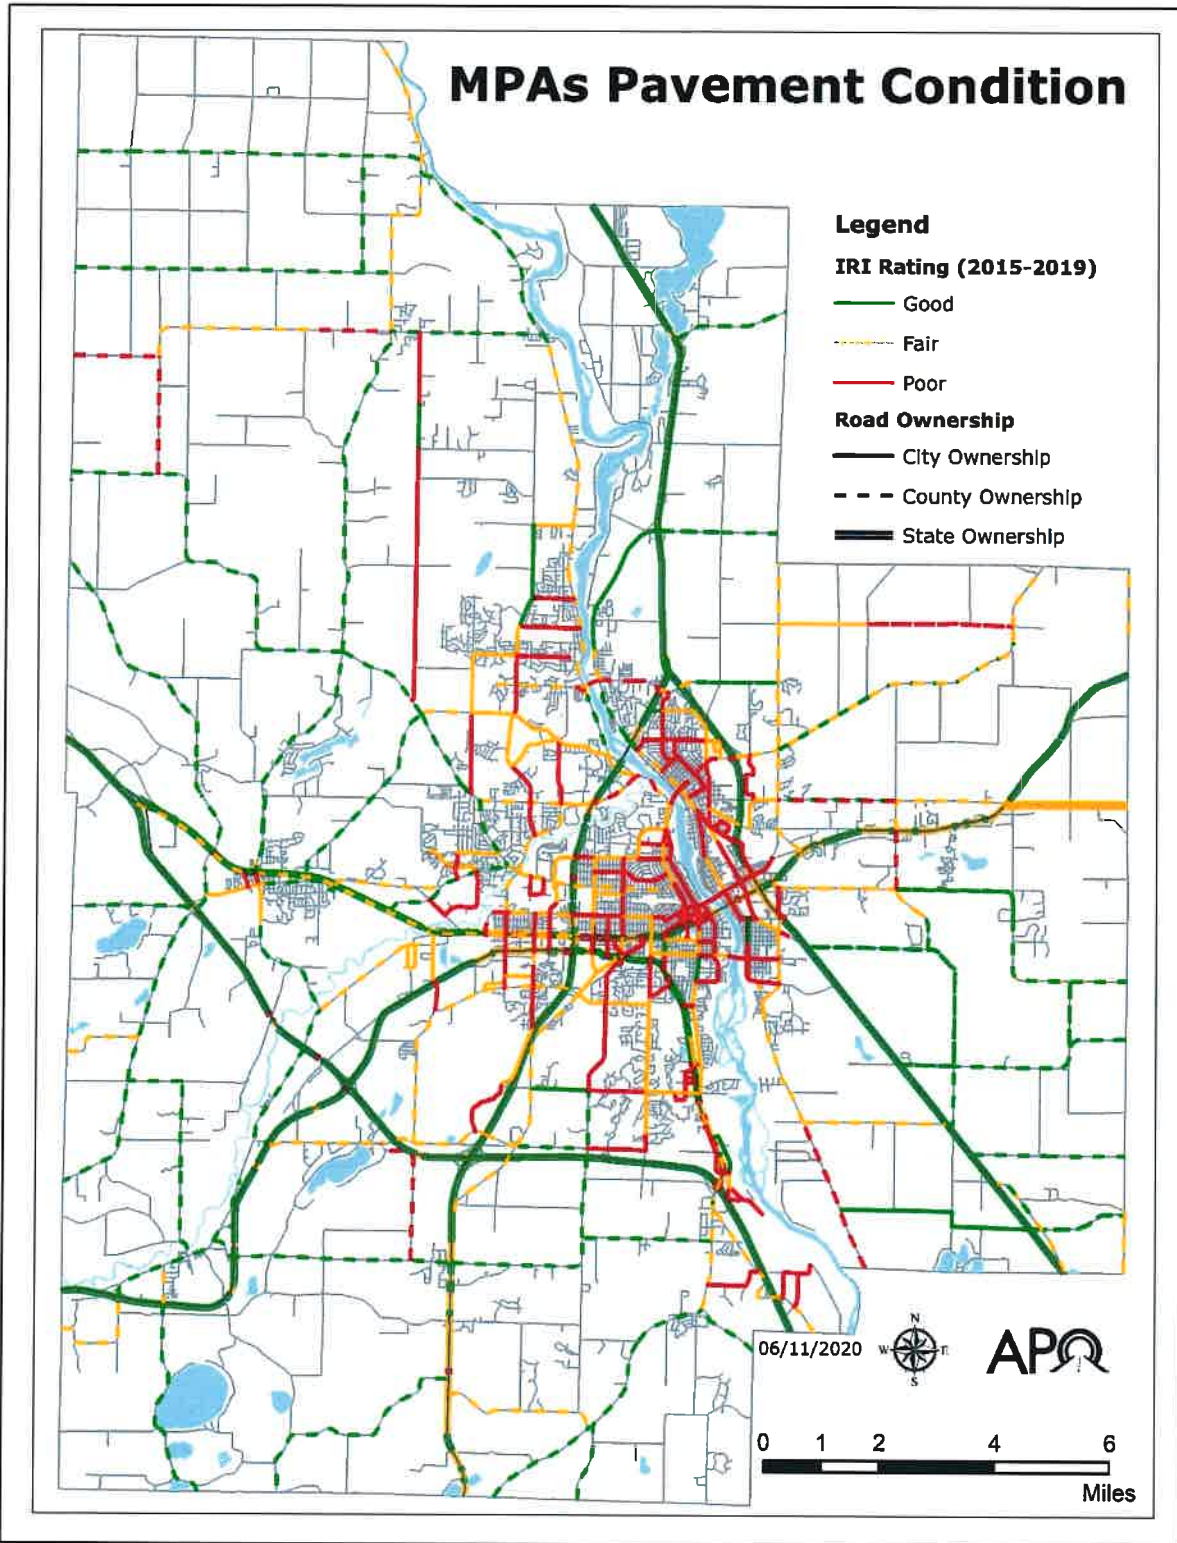 MPAs Pavement Condition
Legend
IRI Rating (2015-2019)
Good
Fair
Poor
Road Ownership
City Ownership
County Ownership
State Ownership
06/11/2020
N
W
E
S
APO
0 1 2 4 6
Miles